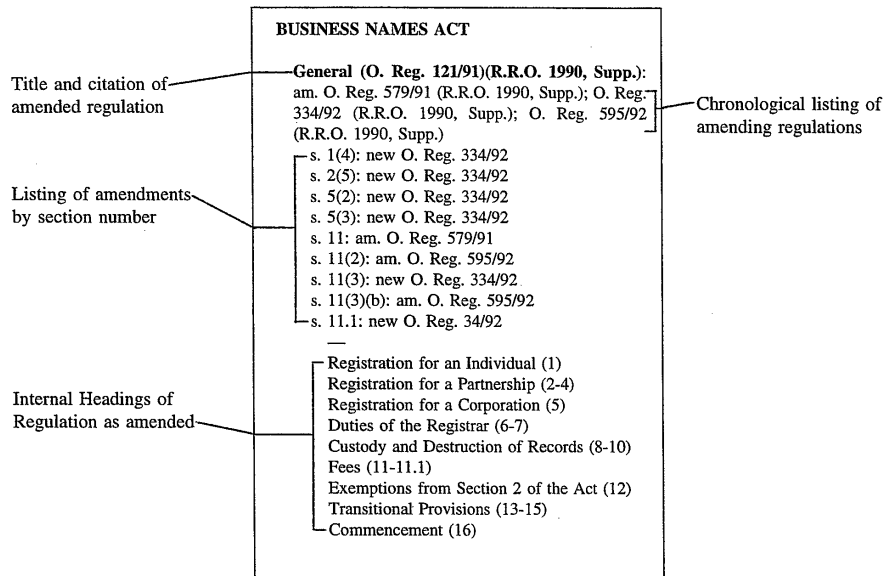 BUSINESS NAMES ACT
Title and citation of
amended regulation
General (O. Reg. 121/91)(R.R.O. 1990, Supp.):
am. O. Reg. 579/91 (R.R.O. 1990, Supp.); O. Reg.
334/92 (R.R.O. 1990, Supp.); O. Reg. 595/92
(R.R.O. 1990, Supp.)
Chronological listing of
amending regulations
Listing of amendments
by section number
s. 1(4): new O. Reg. 334/92
s. 2(5): new O. Reg. 334/92
s. 5(2): new O. Reg. 334/92
s. 5(3): new O. Reg. 334/92
s. 11: am. O. Reg. 579/91
s. 11(2): am. O. Reg. 595/92
s. 11(3): new O. Reg. 334/92
s. 11(3)(b): am. O. Reg. 595/92
s. 11.1: new O. Reg. 34/92
—
Internal Headings of
Regulation as amended
Registration for an Individual (1)
Registration for a Partnership (2-4)
Registration for a Corporation (5)
Duties of the Registrar (6-7)
Custody and Destruction of Records (8-10)
Fees (11-11.1)
Exemptions from Section 2 of the Act (12)
Transitional Provisions (13-15)
Commencement (16)